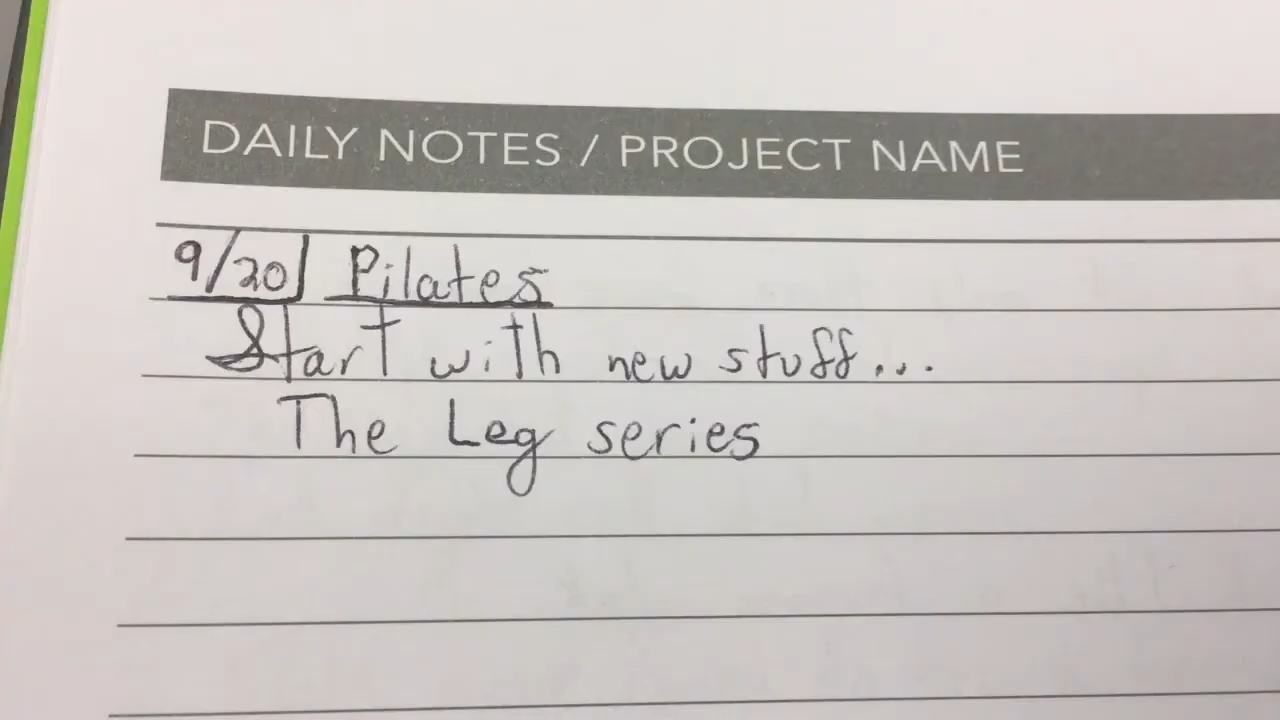 DAILY NOTES / PROJECT NAME
9/20 Pilates
Start with new stuff...
The Leg series